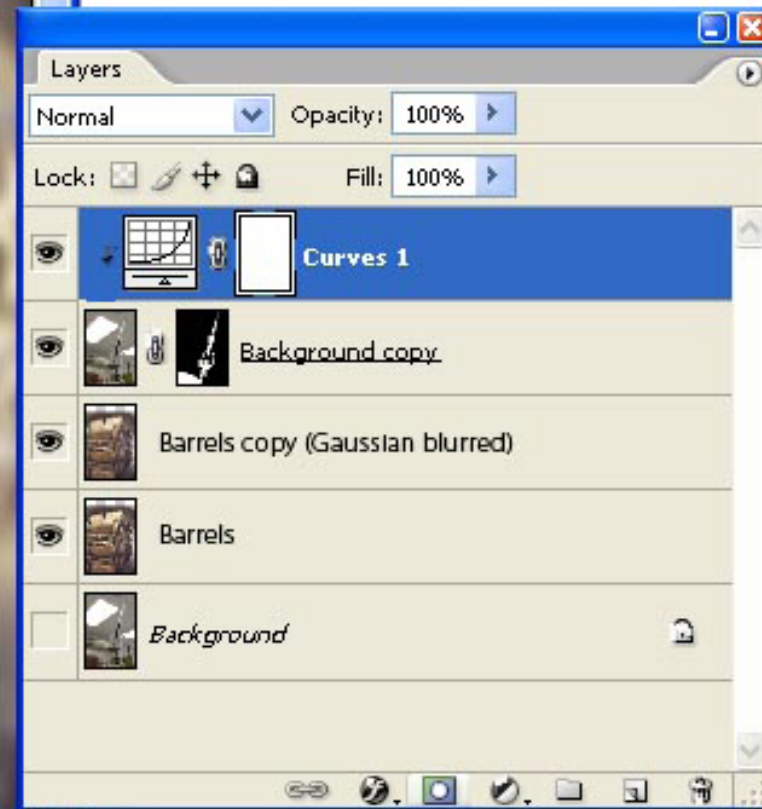 Layers
Normal Opacity: 100%
Lock: Fill: 100%
Curves 1
Background copy
Barrels copy (Gaussian blurred)
Barrels
Background